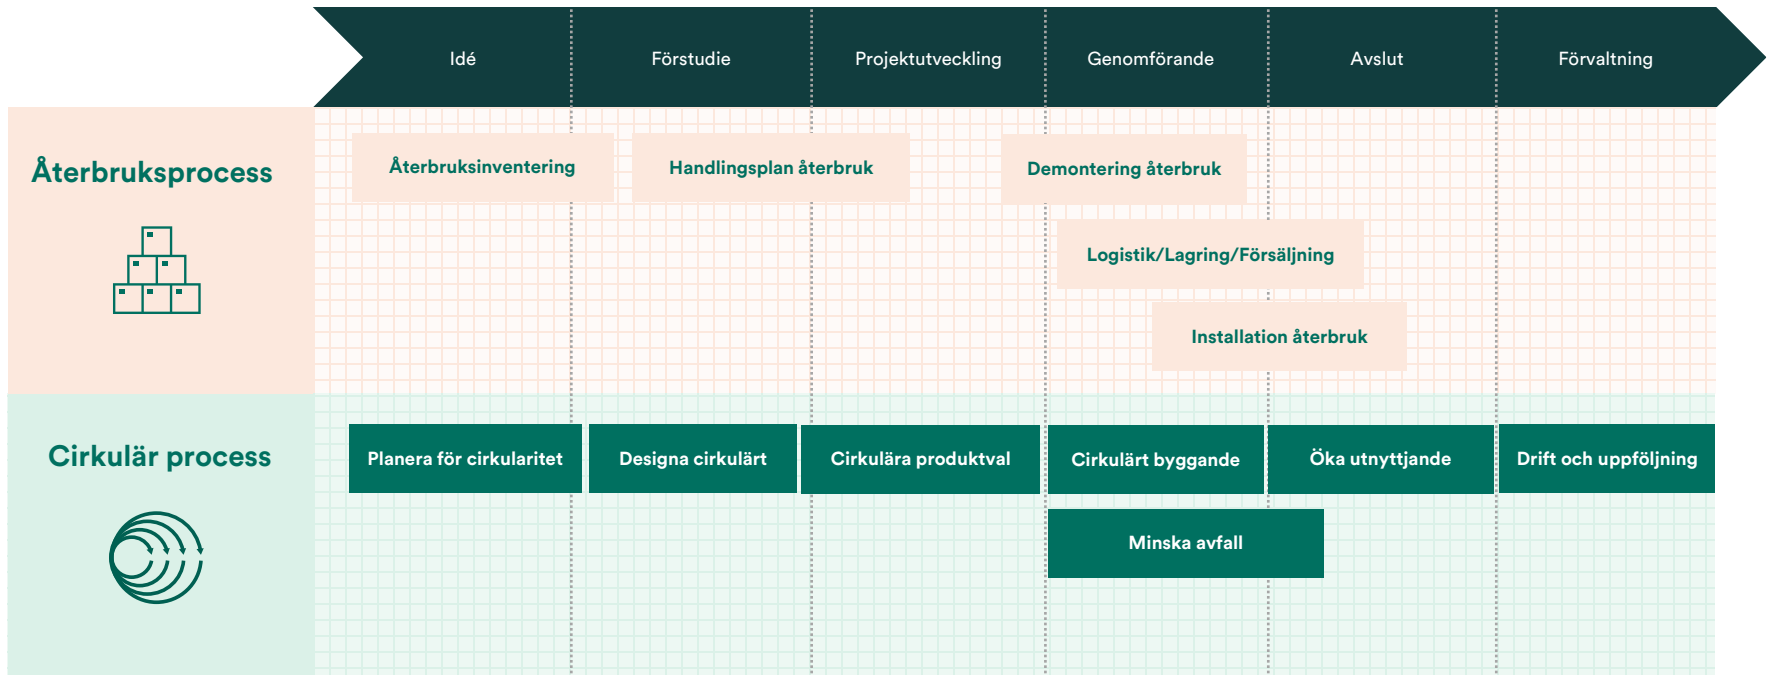 Idé
Förstudie
Projektutveckling
Genomförande
Avslut
Förvaltning
Återbruksprocess
Återbruksinventering
Handlingsplan återbruk
Demontering återbruk
Logistik/Lagring/Försäljning
Installation återbruk
Cirkulär process
Planera för cirkularitet
Designa cirkulärt
Cirkulära produktval
Cirkulärt byggande
Öka utnyttjande
Drift och uppföljning
Minska avfall